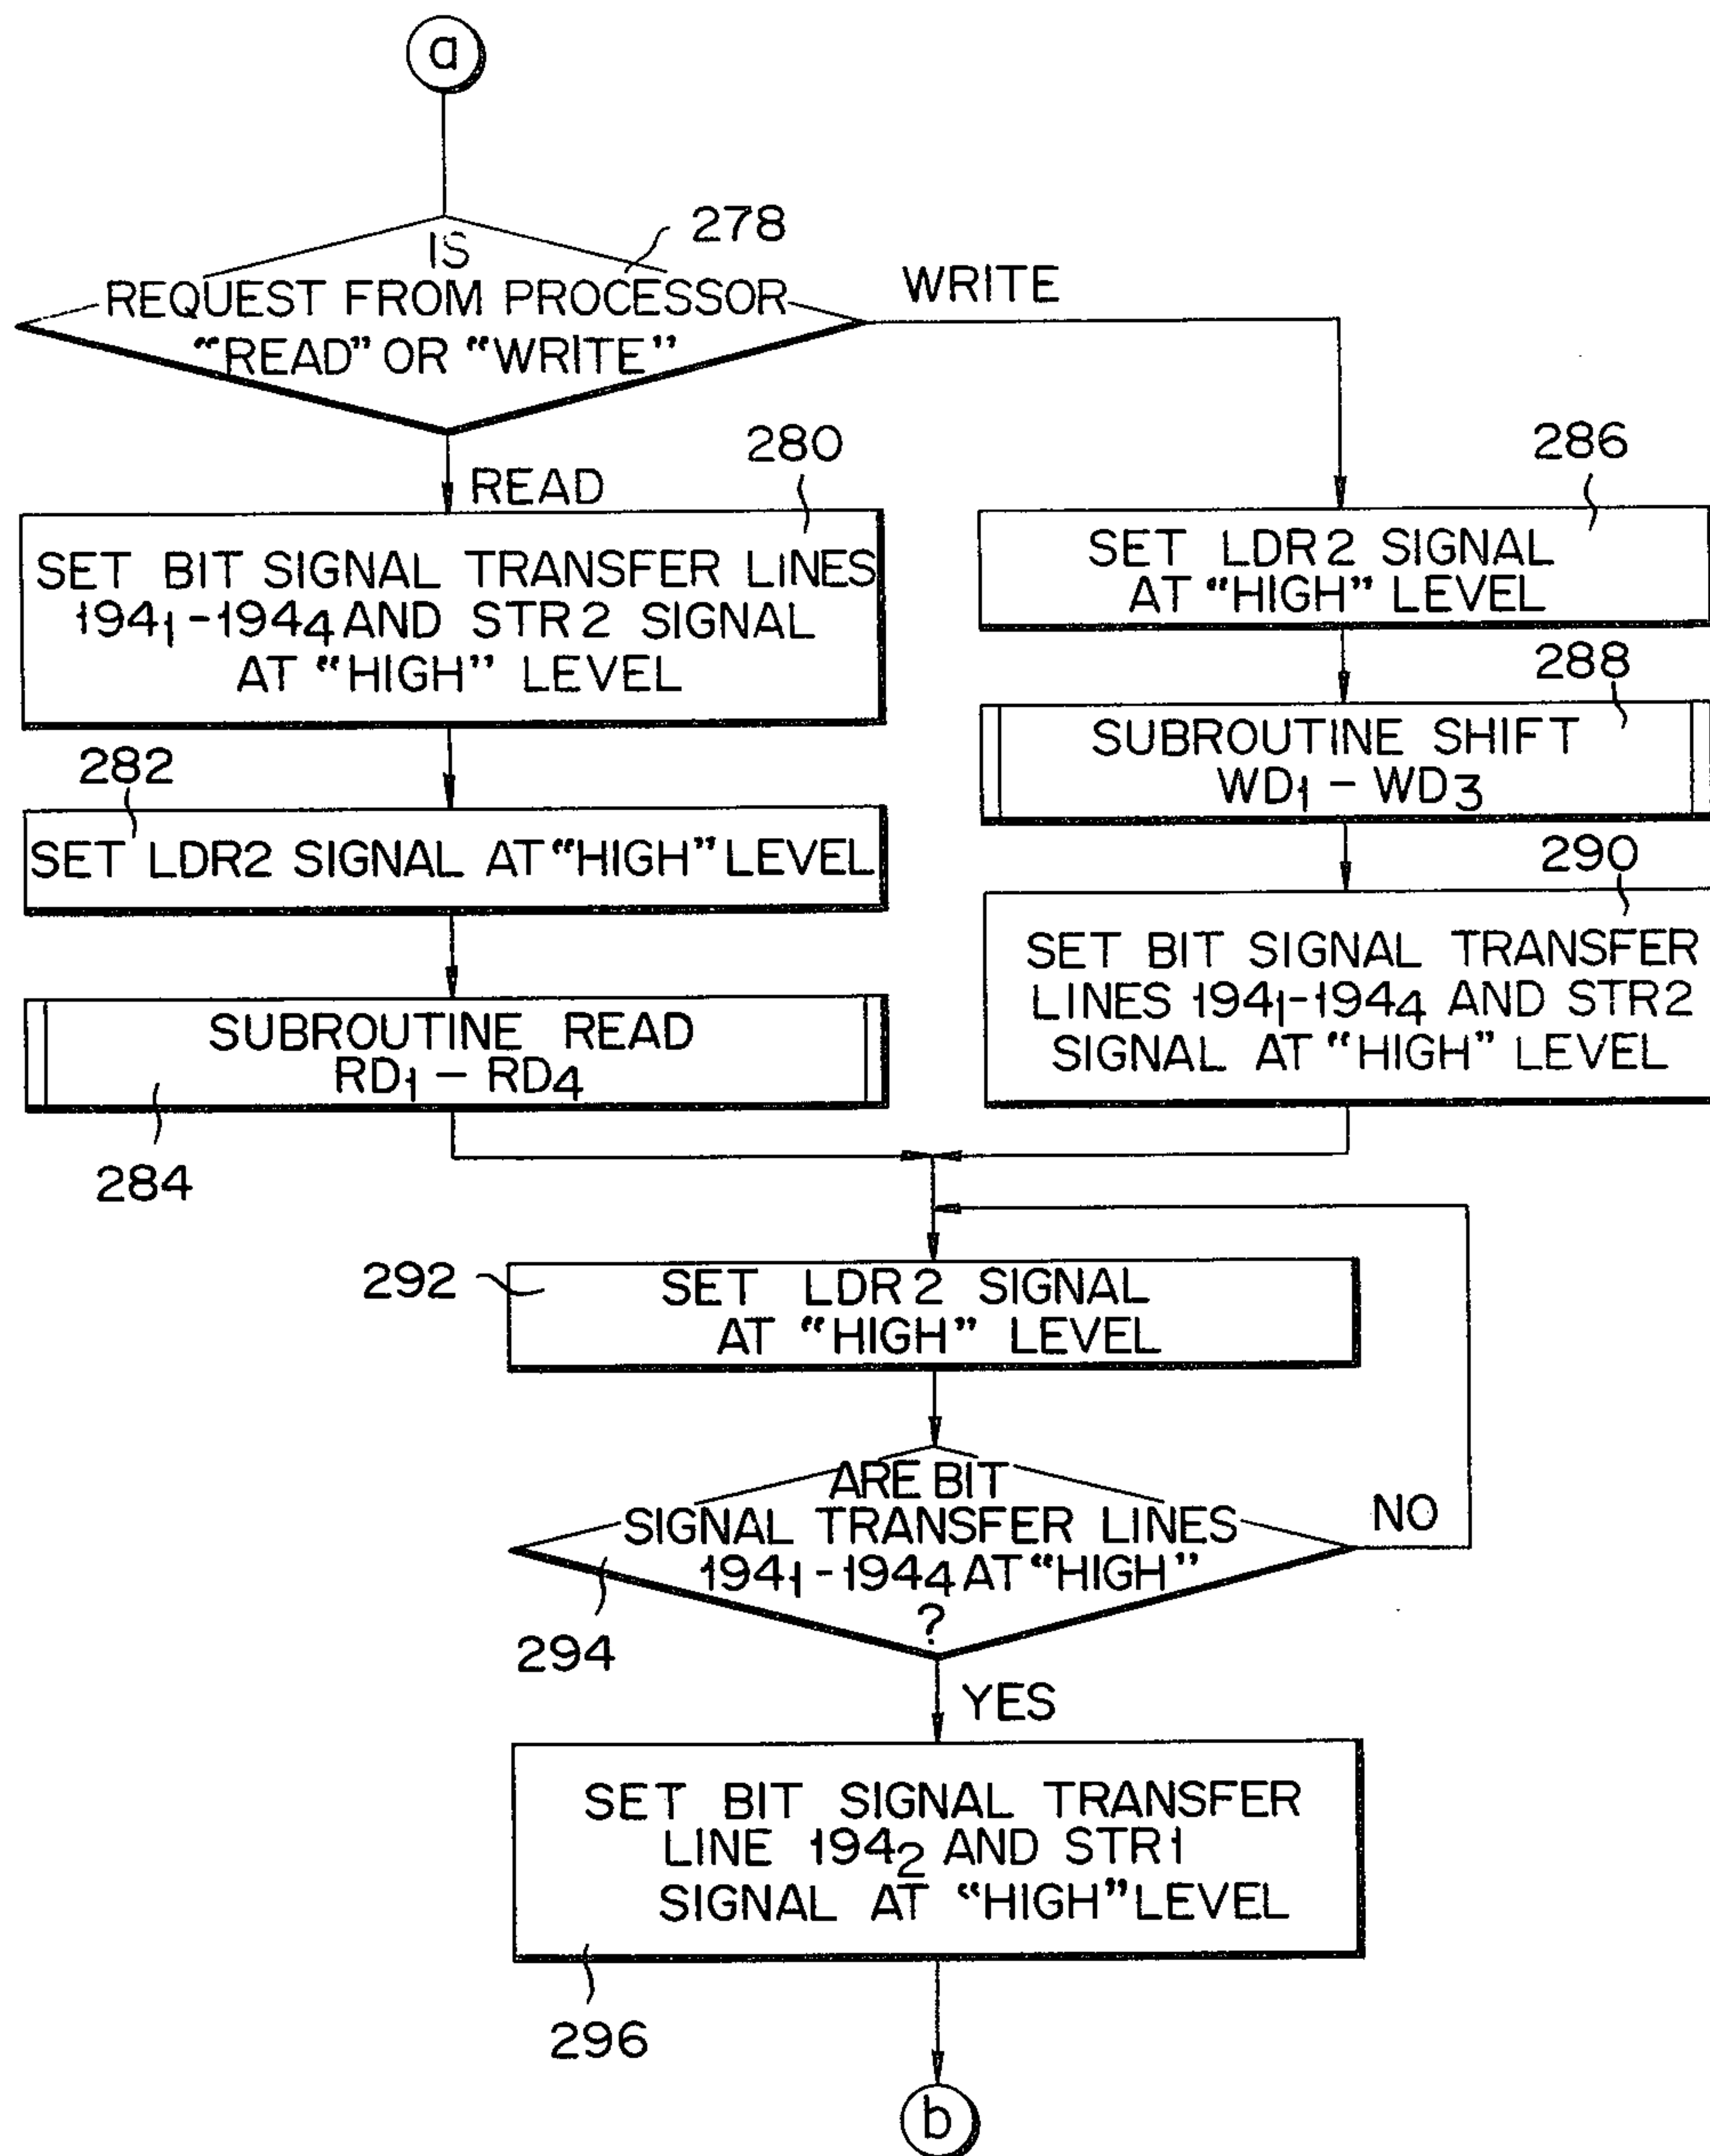 a
278
IS
REQUEST FROM PROCESSOR
“READ” OR “WRITE”
WRITE
READ
280
SET BIT SIGNAL TRANSFER LINES
194₁-194₄ AND STR2 SIGNAL
AT “HIGH” LEVEL
282
SET LDR2 SIGNAL AT “HIGH” LEVEL
SUBROUTINE READ
RD₁ - RD₄
284
286
SET LDR2 SIGNAL
AT “HIGH” LEVEL
288
SUBROUTINE SHIFT
WD₁ - WD₃
290
SET BIT SIGNAL TRANSFER
LINES 194₁-194₄ AND STR2
SIGNAL AT “HIGH” LEVEL
292
SET LDR2 SIGNAL
AT “HIGH” LEVEL
ARE BIT
SIGNAL TRANSFER LINES
194₁-194₄ AT “HIGH”
?
NO
294
YES
SET BIT SIGNAL TRANSFER
LINE 194₂ AND STR1
SIGNAL AT “HIGH” LEVEL
296
b